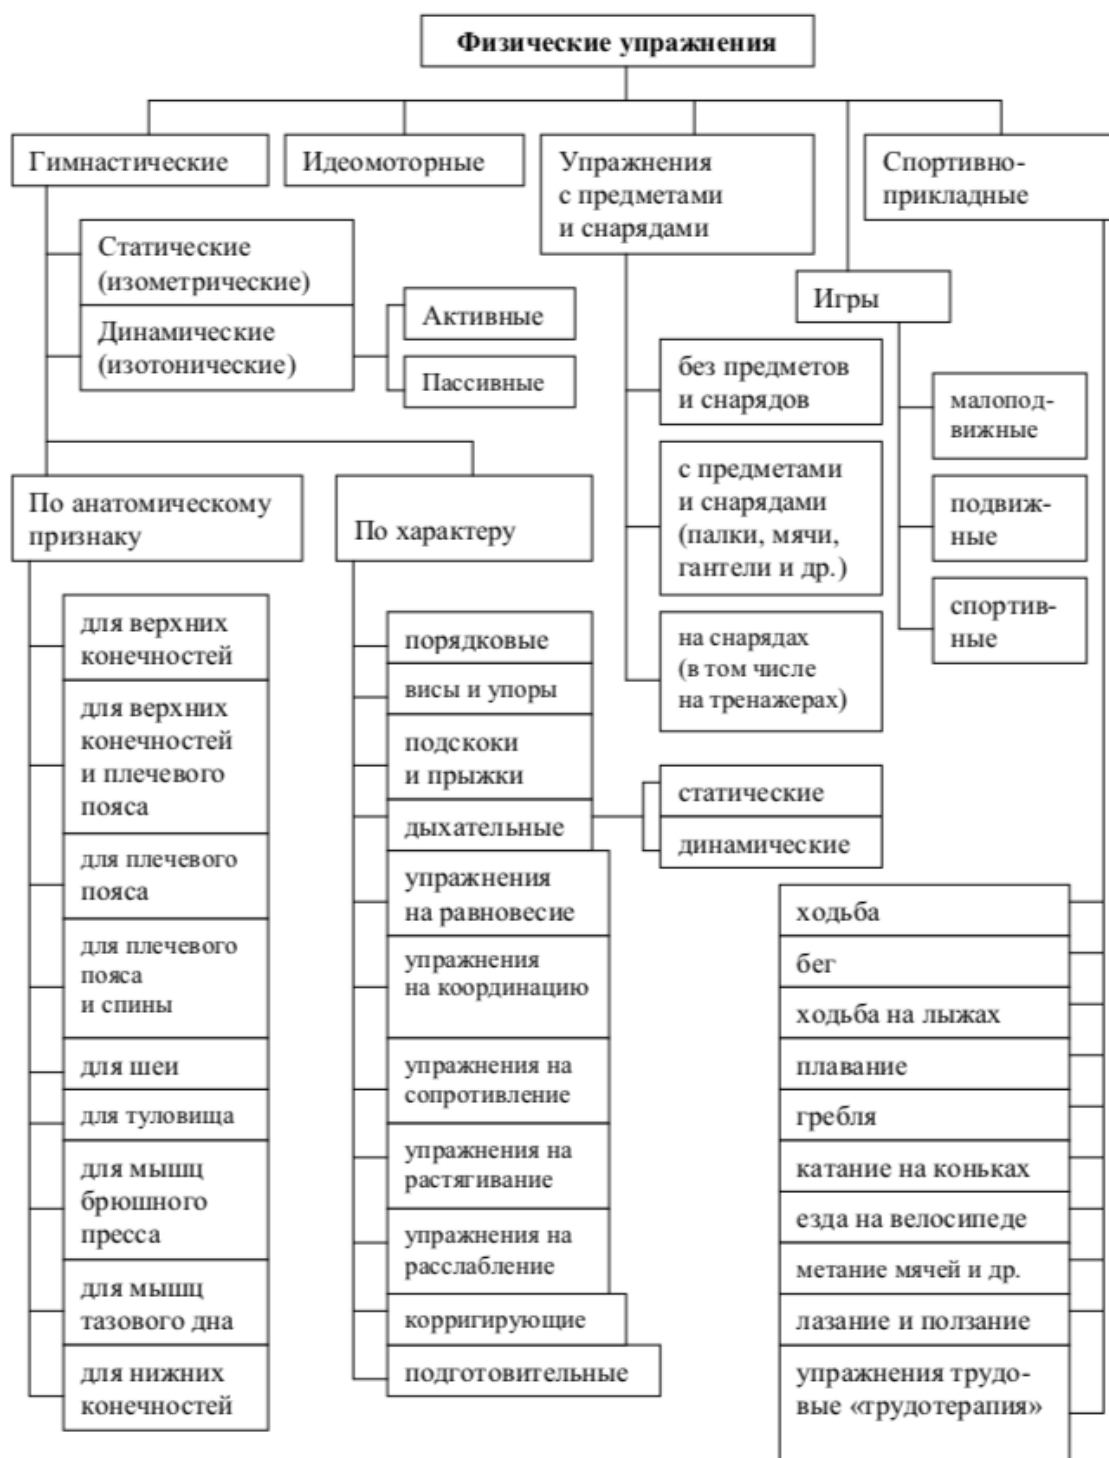 Физические упражнения
Гимнастические
Идеомоторные
Упражнения
с предметами
и снарядами
Спортивно-
прикладные
Статические
(изометрические)
Динамические
(изотонические)
Активные
Пассивные
Игры
без предметов
и снарядов
с предметами
и снарядами
(палки, мячи,
гантели и др.)
на снарядах
(в том числе
на тренажерах)
малопод-
вижные
подвиж-
ные
спортив-
ные
По анатомическому
признаку
По характеру
для верхних
конечностей
для верхних
конечностей
и плечевого
пояса
для плечевого
пояса
для плечевого
пояса
и спины
для шеи
для туловища
для мышц
брюшного
пресса
для мышц
тазового дна
для нижних
конечностей
порядковые
висы и упоры
подскоки
и прыжки
дыхательные
статические
динамические
упражнения
на равновесие
упражнения
на координацию
упражнения на
сопротивление
упражнения на
растягивание
упражнения на
расслабление
корригирующие
подготовительные
ходьба
бег
ходьба на лыжах
плавание
гребля
катание на коньках
езда на велосипеде
метание мячей и др.
лазание и ползание
упражнения трудо-
вые «трудотерапия»